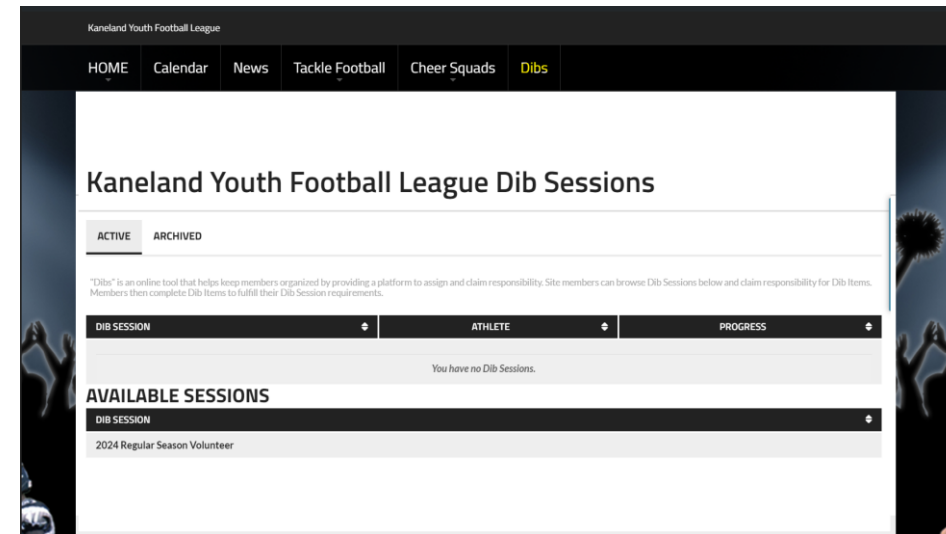 Kaneland Youth Football League
HOME Calendar News Tackle Football Cheer Squads Dibs
Kaneland Youth Football League Dib Sessions
ACTIVE ARCHIVED
"Dibs" is an online tool that helps keep members organized by providing a platform to assign and claim responsibility. Site members can browse Dib Sessions below and claim responsibility for Dib Items.
Members then complete Dib Items to fulfill their Dib Session requirements.
DIB SESSION ATHLETE PROGRESS
You have no Dib Sessions.
AVAILABLE SESSIONS
DIB SESSION
2024 Regular Season Volunteer